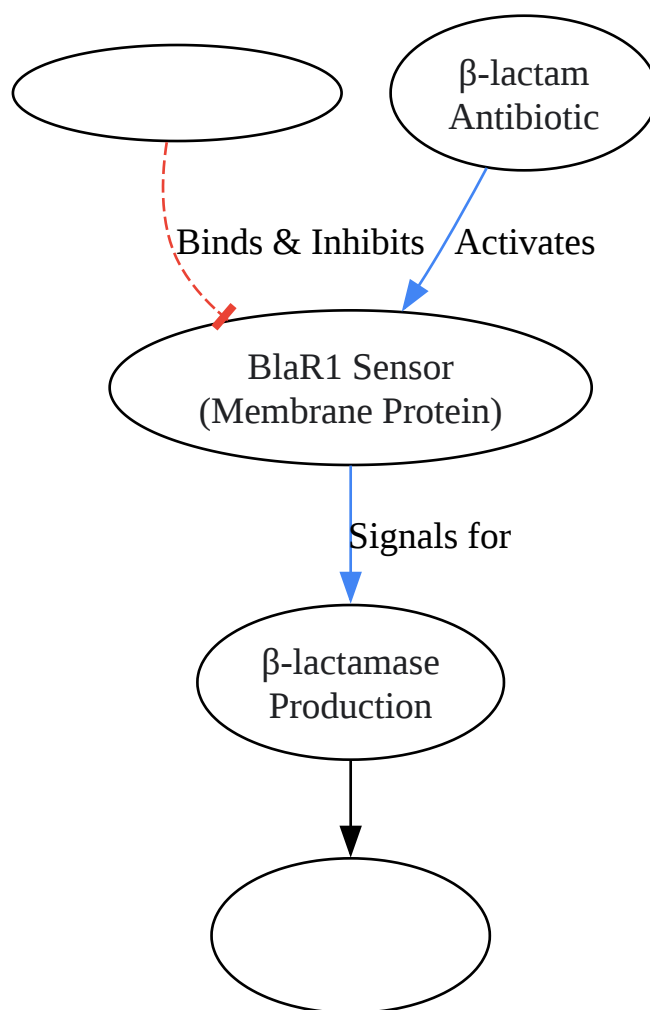 β-lactam
Antibiotic
Binds & Inhibits
Activates
BlaR1 Sensor
(Membrane Protein)
Signals for
β-lactamase
Production